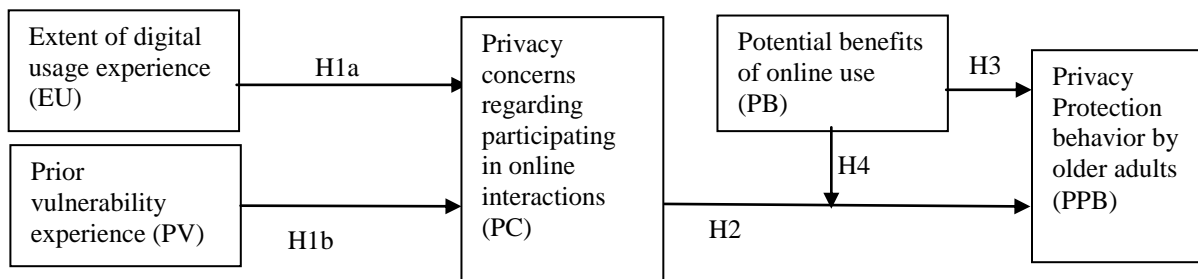 Extent of digital
usage experience
(EU)
H1a
Prior
vulnerability
experience (PV)
H1b
Privacy
concerns
regarding
participating
in online
interactions
(PC)
H2
Potential benefits
of online use
(PB)
H3
H4
Privacy
Protection
behavior by
older adults
(PPB)